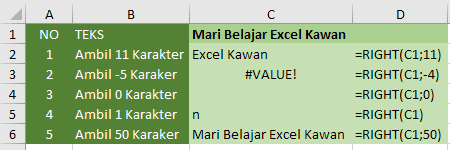 A B C D
1 NO TEKS Mari Belajar Excel Kawan
2 1 Ambil 11 Karakter Excel Kawan =RIGHT(C1;11)
3 2 Ambil -5 Karaker #VALUE! =RIGHT(C1;-4)
4 3 Ambil 0 Karakter =RIGHT(C1;0)
5 4 Ambil 1 Karakter n =RIGHT(C1)
6 5 Ambil 50 Karaker Mari Belajar Excel Kawan =RIGHT(C1;50)